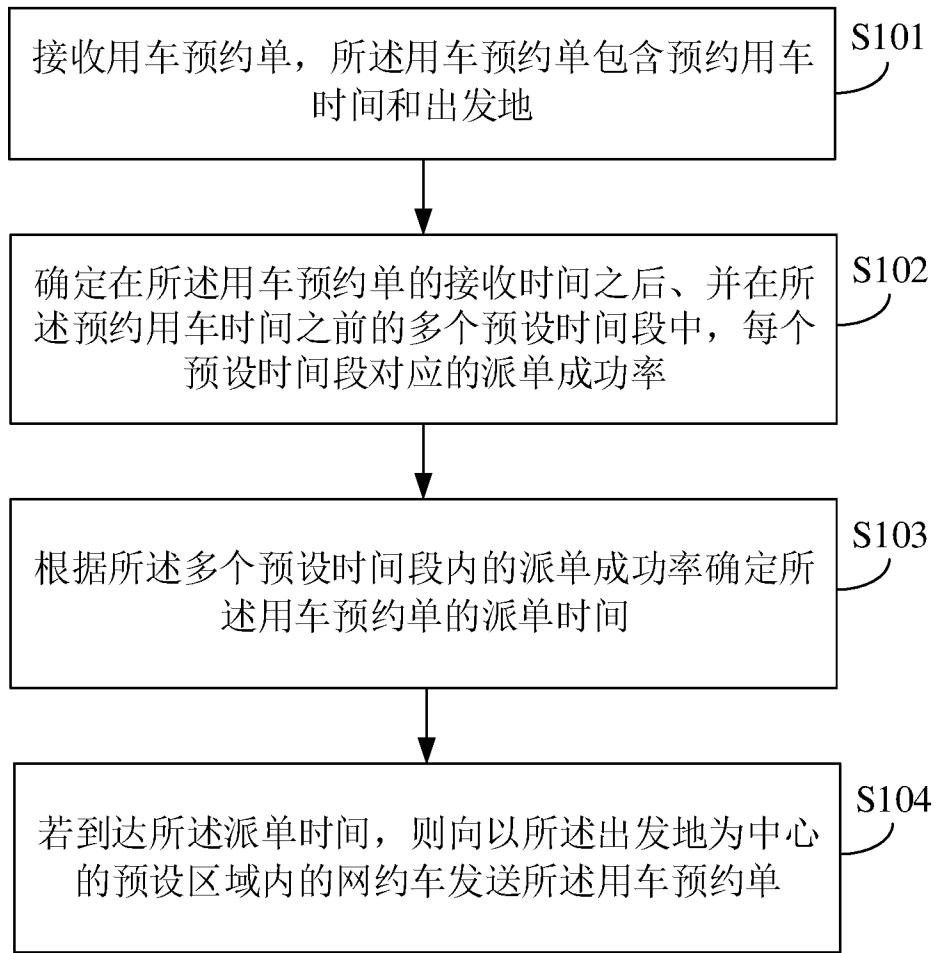 接收用车预约单，所述用车预约单包含预约用车
时间和出发地
S101
确定在所述用车预约单的接收时间之后、并在所
述预约用车时间之前的多个预设时间段中，每个
预设时间段对应的派单成功率
S102
根据所述多个预设时间段内的派单成功率确定所
述用车预约单的派单时间
S103
若到达所述派单时间，则向以所述出发地为中心
的预设区域内的网约车发送所述用车预约单
S104